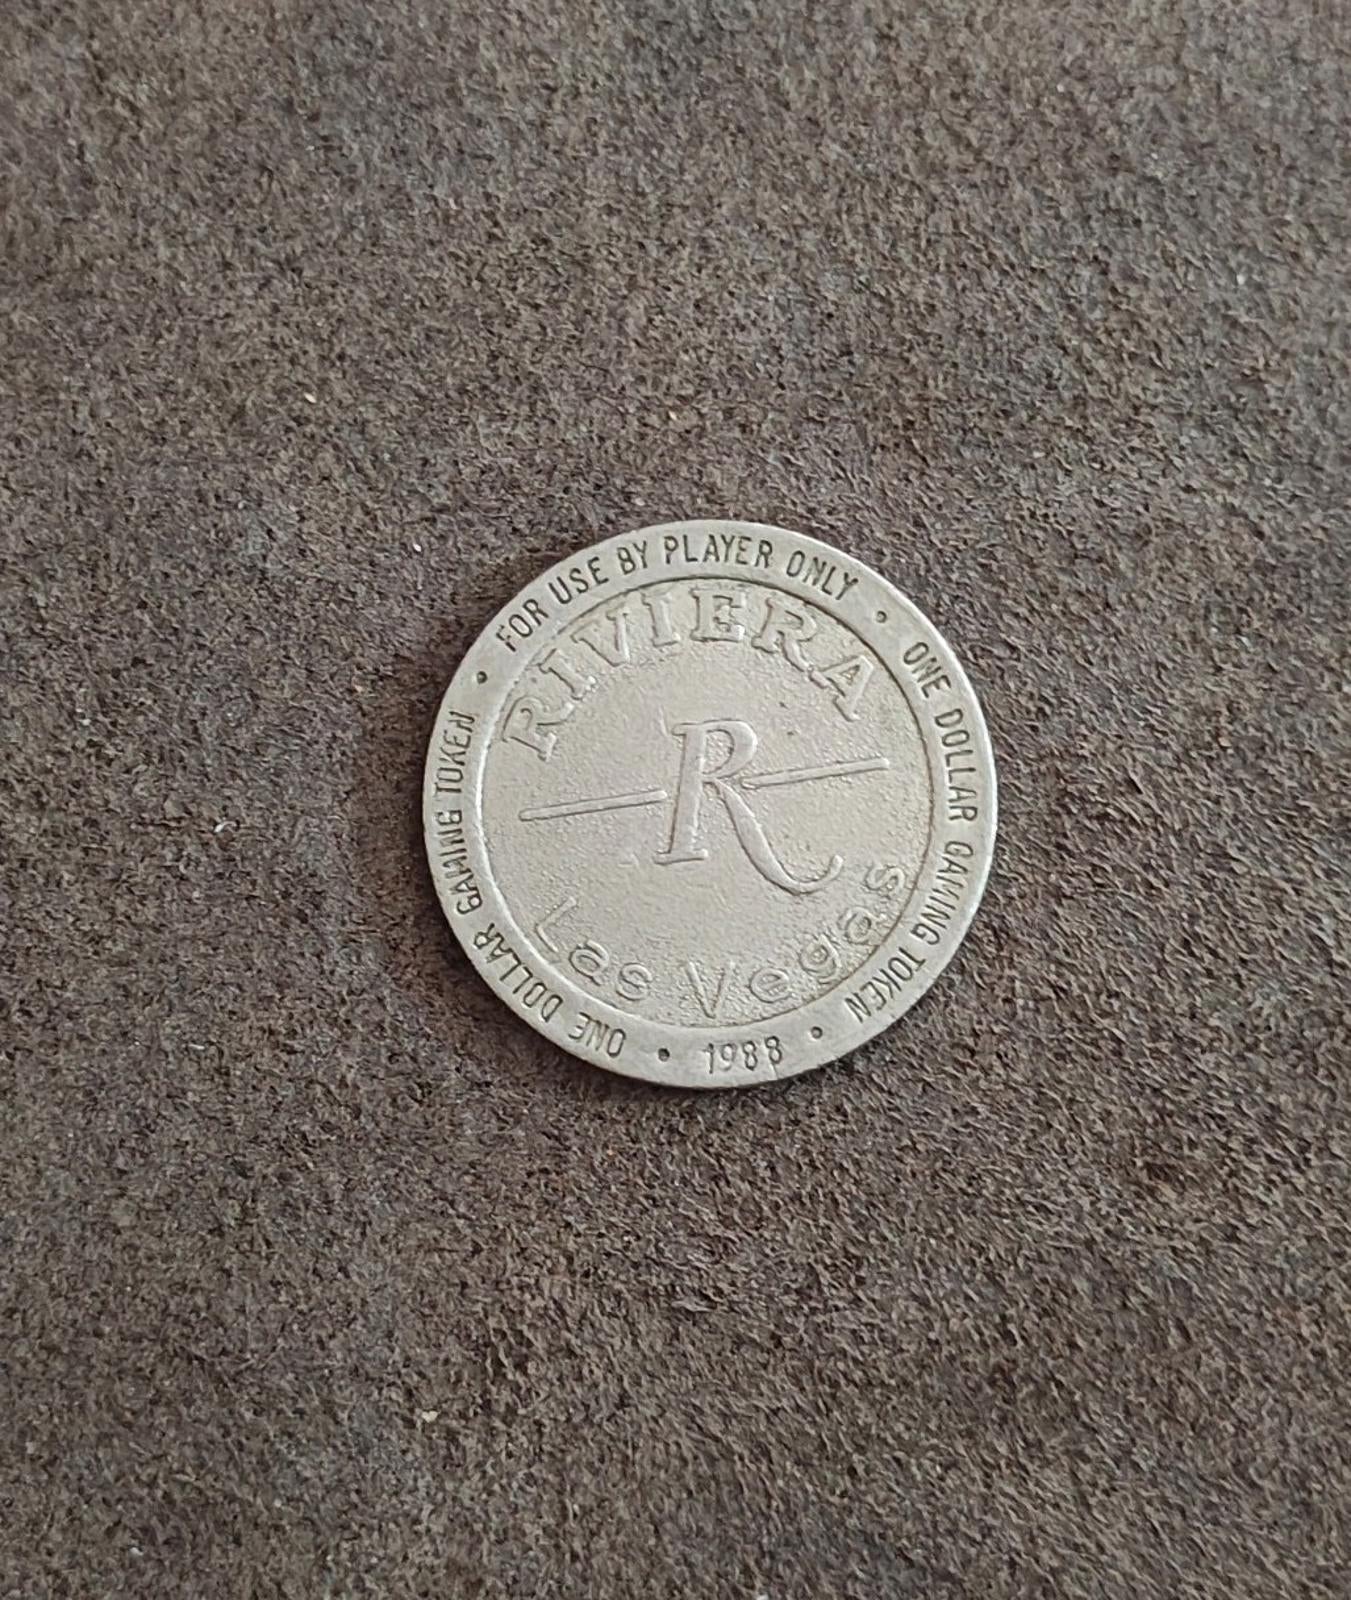 • FOR USE BY PLAYER ONLY • ONE DOLLAR GAMING TOKEN • 1988 • ONE DOLLAR GAMING TOKEN
RIVIERA
R
Las Vegas